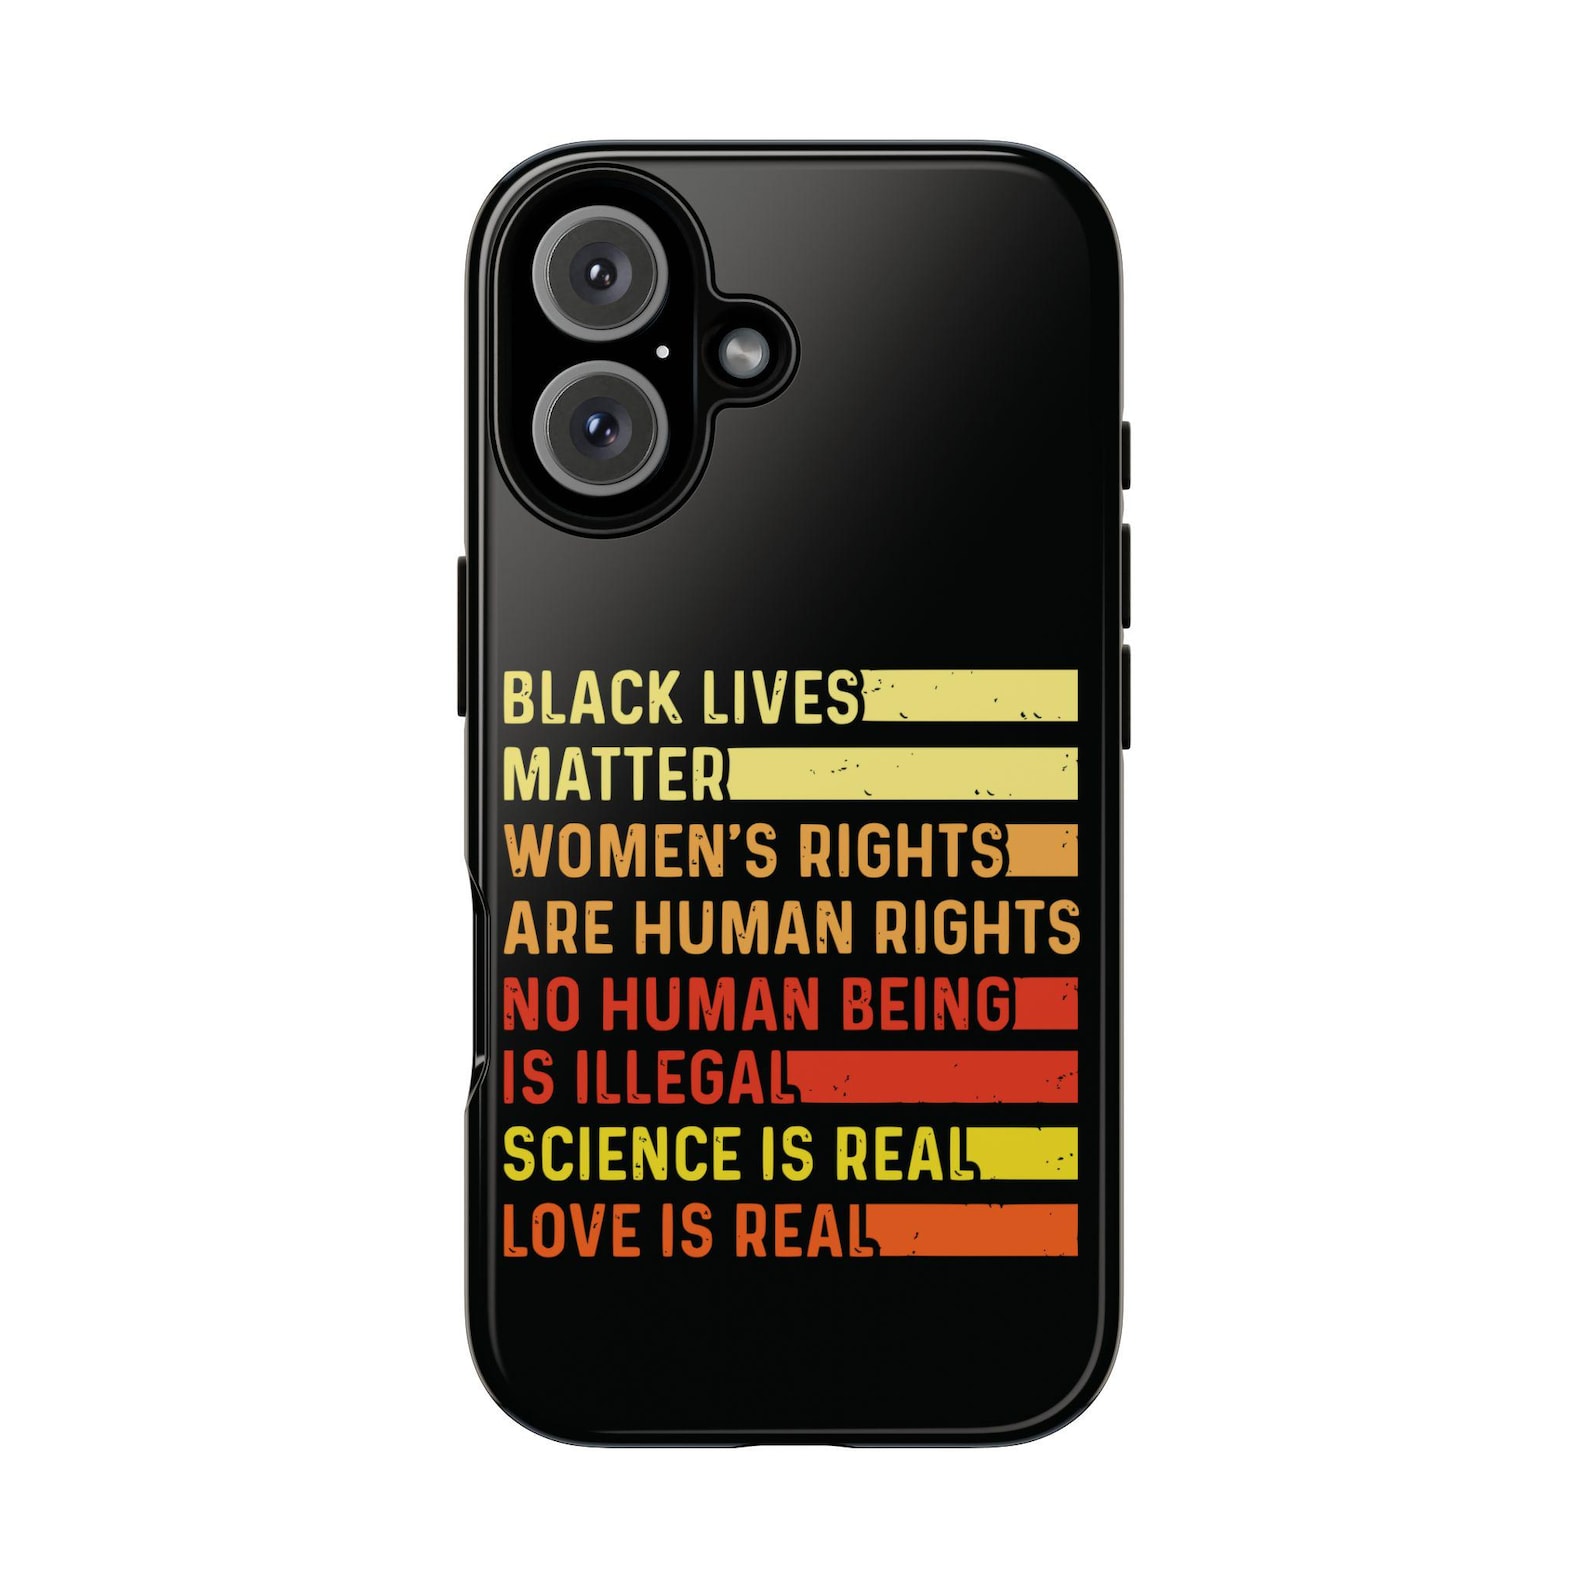 BLACK LIVES
MATTER
WOMEN'S RIGHTS
ARE HUMAN RIGHTS
NO HUMAN BEING
IS ILLEGAL
SCIENCE IS REAL
LOVE IS REAL